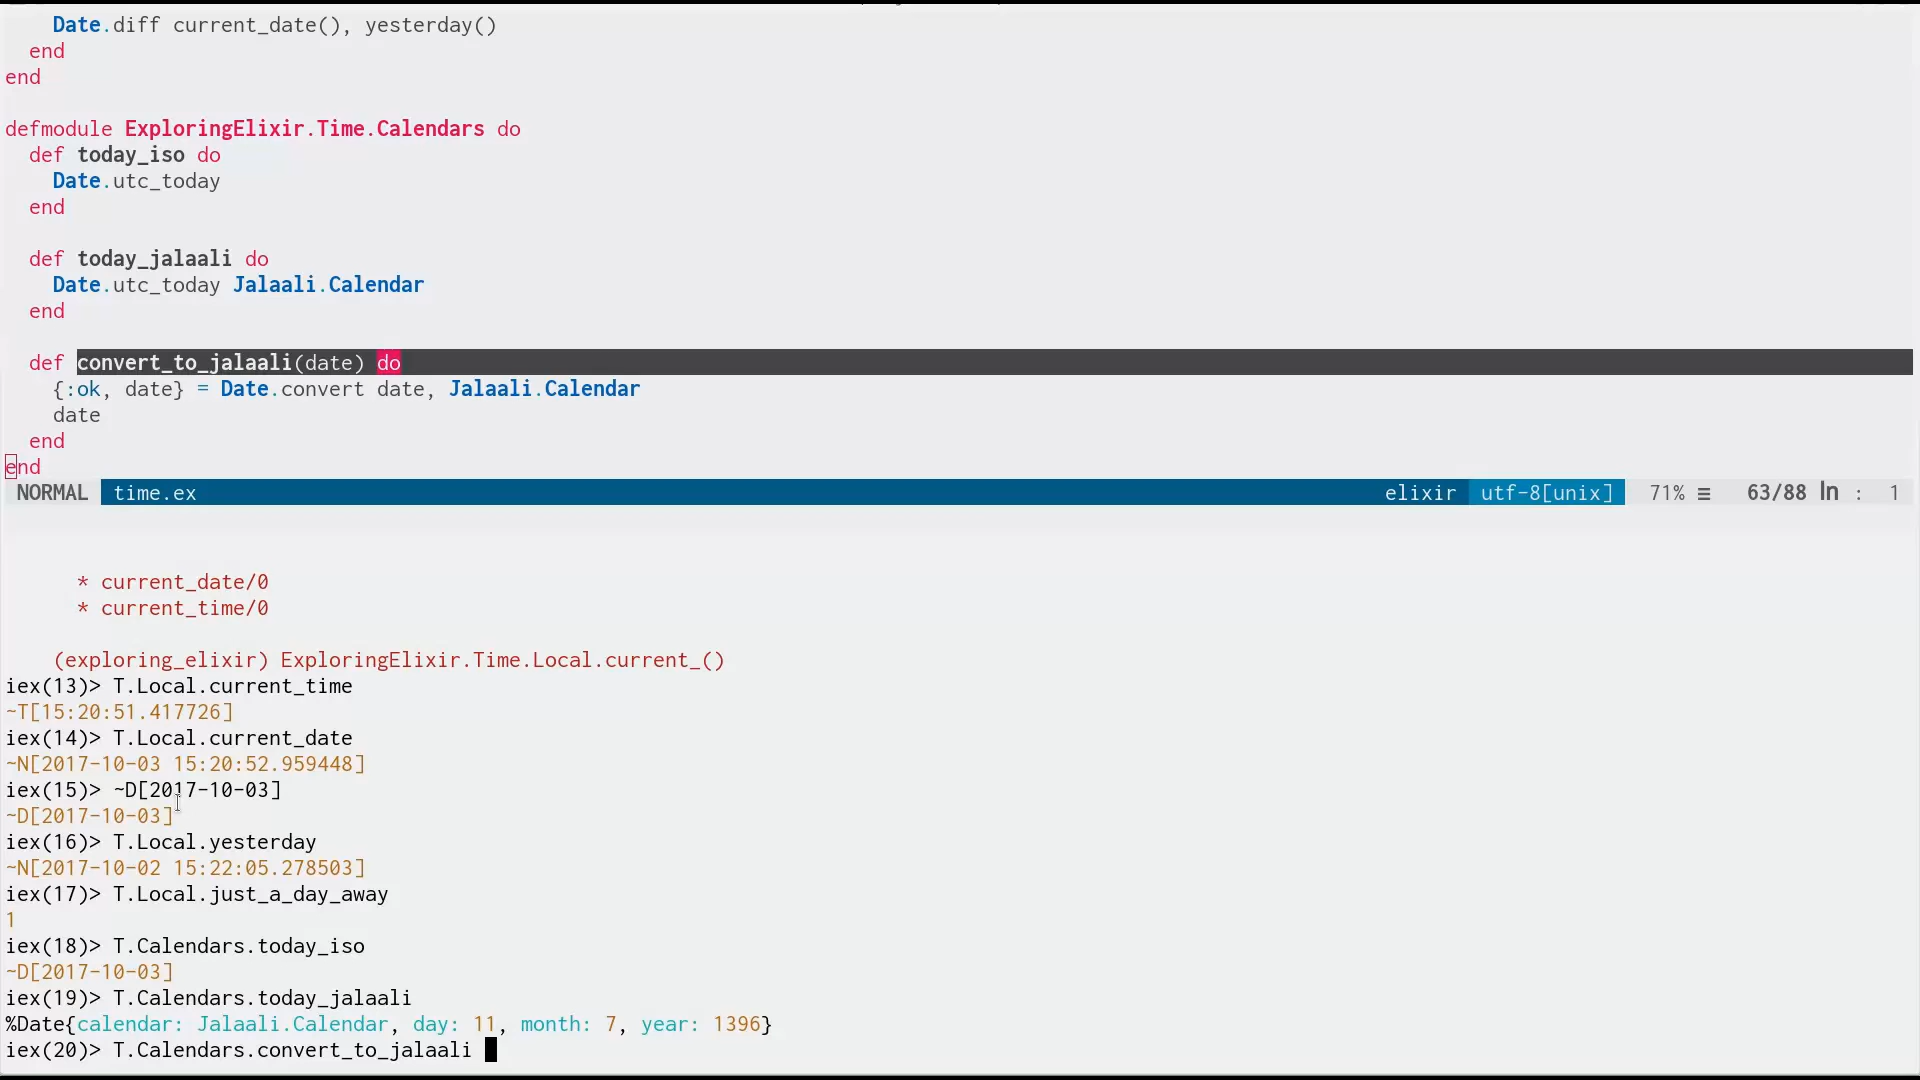 Date.diff current_date(), yesterday()
end
end
defmodule ExploringElixir.Time.Calendars do
def today_iso do
Date.utc_today
end
def today_jalaali do
Date.utc_today Jalaali.Calendar
end
def convert_to_jalaali(date) do
{:ok, date} = Date.convert date, Jalaali.Calendar
date
end
end
NORMAL time.ex elixir utf-8[unix] 71% ≡ 63/88 ln : 1
* current_date/0
* current_time/0
(exploring_elixir) ExploringElixir.Time.Local.current_()
iex(13)> T.Local.current_time
~T[15:20:51.417726]
iex(14)> T.Local.current_date
~N[2017-10-03 15:20:52.959448]
iex(15)> ~D[2017-10-03]
~D[2017-10-03]
iex(16)> T.Local.yesterday
~N[2017-10-02 15:22:05.278503]
iex(17)> T.Local.just_a_day_away
1
iex(18)> T.Calendars.today_iso
~D[2017-10-03]
iex(19)> T.Calendars.today_jalaali
%Date{calendar: Jalaali.Calendar, day: 11, month: 7, year: 1396}
iex(20)> T.Calendars.convert_to_jalaali